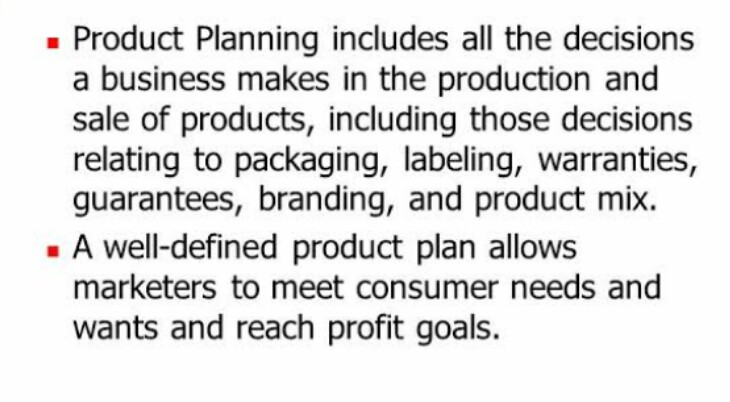 ▪ Product Planning includes all the decisions
a business makes in the production and
sale of products, including those decisions
relating to packaging, labeling, warranties,
guarantees, branding, and product mix.
▪ A well-defined product plan allows
marketers to meet consumer needs and
wants and reach profit goals.